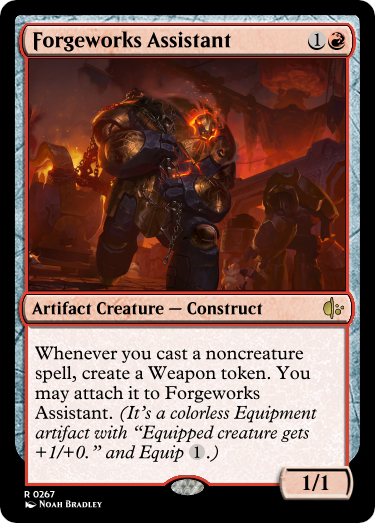 Forgeworks Assistant 1
Artifact Creature — Construct
Whenever you cast a noncreature
spell, create a Weapon token. You
may attach it to Forgeworks
Assistant. (It's a colorless Equipment
artifact with “Equipped creature gets
+1/+0.” and Equip 1.)
1/1
R 0267
Noah Bradley